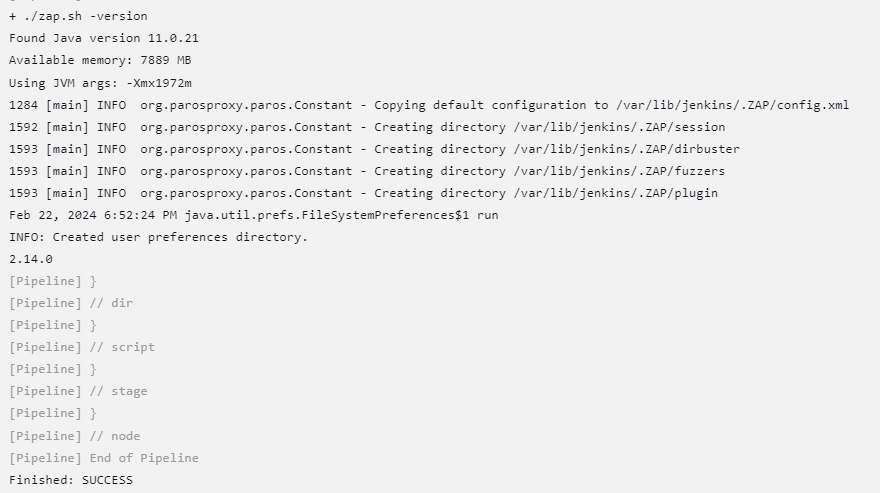 + ./zap.sh -version
Found Java version 11.0.21
Available memory: 7889 MB
Using JVM args: -Xmx1972m
1284 [main] INFO  org.parosproxy.paros.Constant - Copying default configuration to /var/lib/jenkins/.ZAP/config.xml
1592 [main] INFO  org.parosproxy.paros.Constant - Creating directory /var/lib/jenkins/.ZAP/session
1593 [main] INFO  org.parosproxy.paros.Constant - Creating directory /var/lib/jenkins/.ZAP/dirbuster
1593 [main] INFO  org.parosproxy.paros.Constant - Creating directory /var/lib/jenkins/.ZAP/fuzzers
1593 [main] INFO  org.parosproxy.paros.Constant - Creating directory /var/lib/jenkins/.ZAP/plugin
Feb 22, 2024 6:52:24 PM java.util.prefs.FileSystemPreferences$1 run
INFO: Created user preferences directory.
2.14.0
[Pipeline] }
[Pipeline] // dir
[Pipeline] }
[Pipeline] // script
[Pipeline] }
[Pipeline] // stage
[Pipeline] }
[Pipeline] // node
[Pipeline] End of Pipeline
Finished: SUCCESS